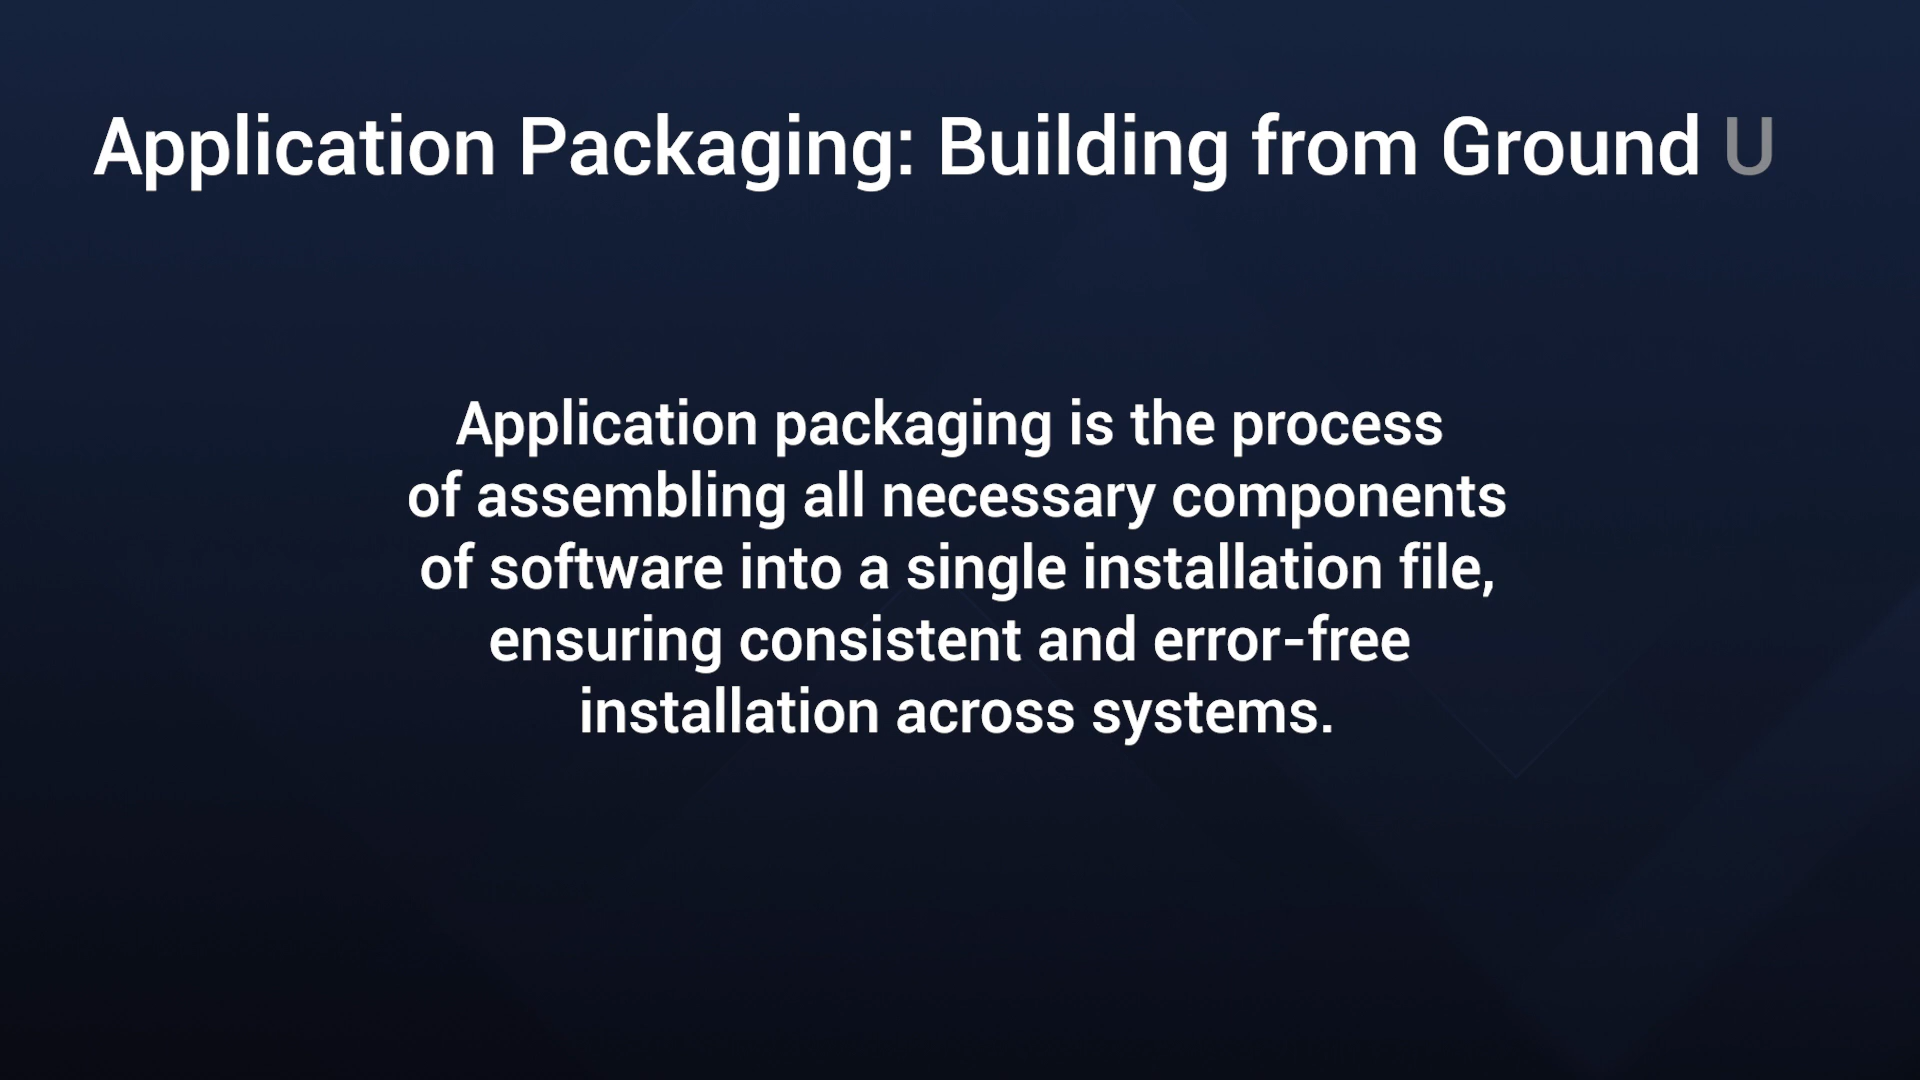 Application Packaging: Building from Ground U
Application packaging is the process
of assembling all necessary components
of software into a single installation file,
ensuring consistent and error-free
installation across systems.